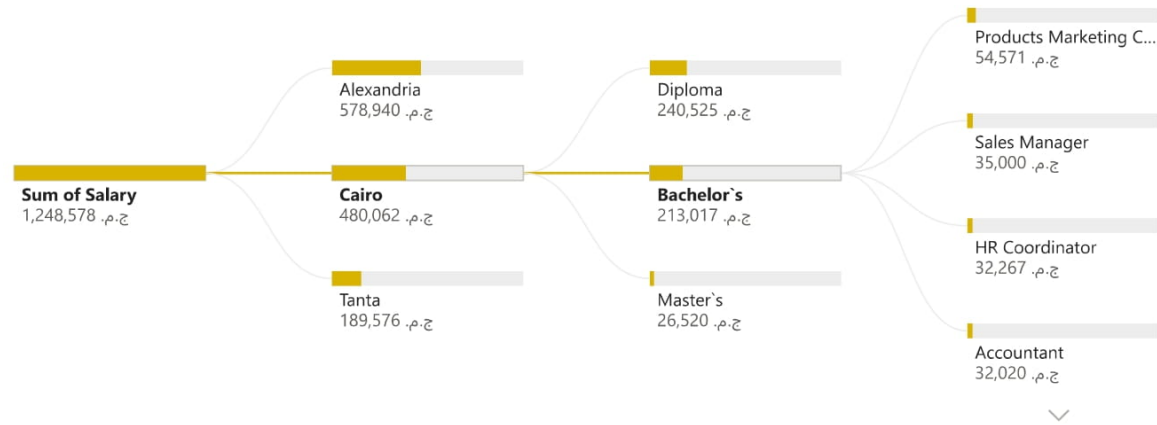 Sum of Salary
1,248,578 ج.م.
Alexandria
578,940 ج.م.
Cairo
480,062 ج.م.
Tanta
189,576 ج.م.
Diploma
240,525 ج.م.
Bachelor`s
213,017 ج.م.
Master`s
26,520 ج.م.
Products Marketing C...
54,571 ج.م.
Sales Manager
35,000 ج.م.
HR Coordinator
32,267 ج.م.
Accountant
32,020 ج.م.